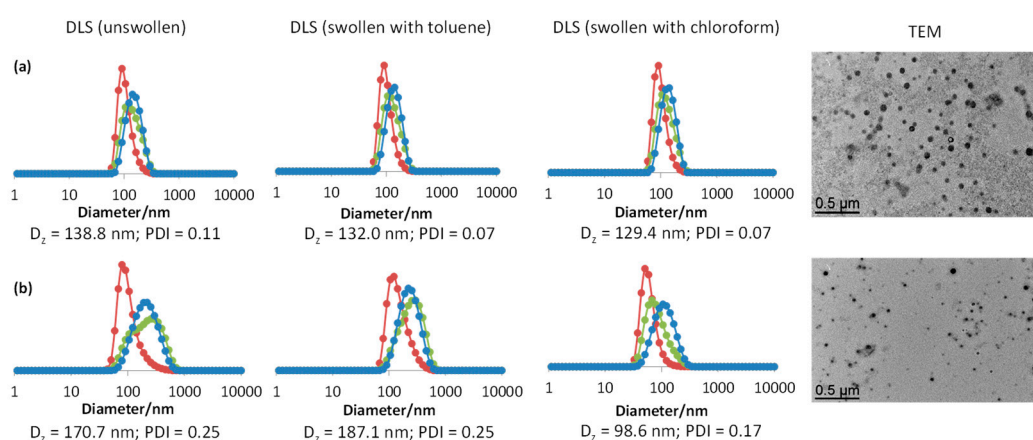 DLS (unswollen) DLS (swollen with toluene) DLS (swollen with chloroform) TEM
(a)
1 10 100 1000 10000 1 10 100 1000 10000 1 10 100 1000 10000
Diameter/nm Diameter/nm Diameter/nm
0.5 µm
D_z = 138.8 nm; PDI = 0.11 D_z = 132.0 nm; PDI = 0.07 D_z = 129.4 nm; PDI = 0.07
(b)
1 10 100 1000 10000 1 10 100 1000 10000 1 10 100 1000 10000
Diameter/nm Diameter/nm Diameter/nm
0.5 µm
D_z = 170.7 nm; PDI = 0.25 D_z = 187.1 nm; PDI = 0.25 D_z = 98.6 nm; PDI = 0.17